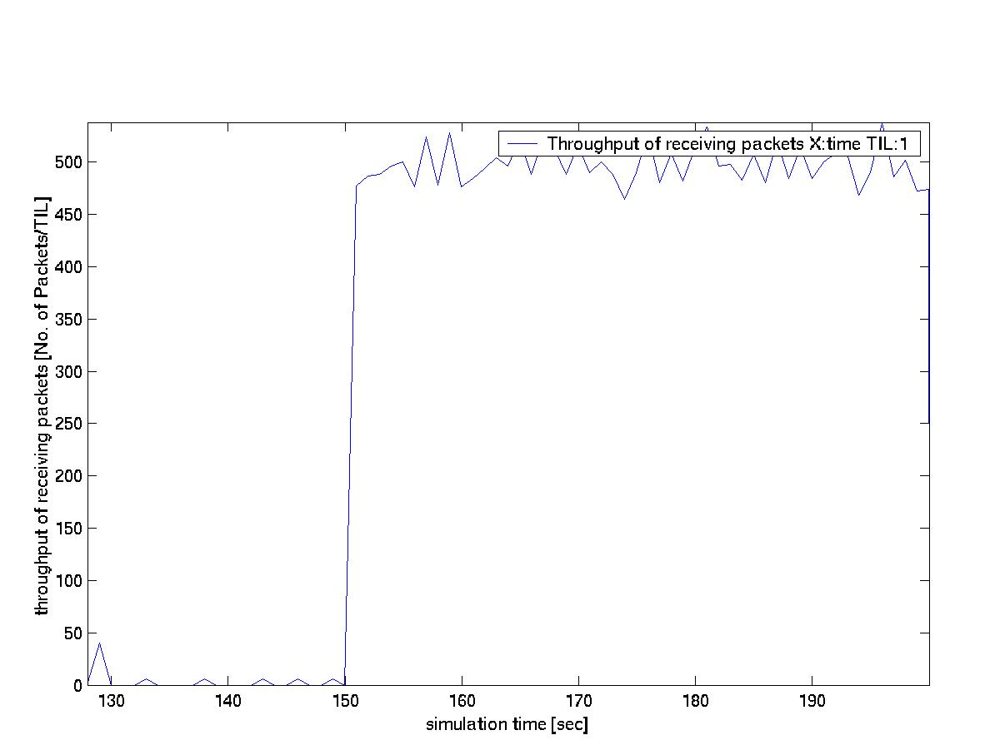 Throughput of receiving packets X:time TIL:1
throughput of receiving packets [No. of Packets/TIL]
500
450
400
350
300
250
200
150
100
50
0
130 140 150 160 170 180 190
simulation time [sec]